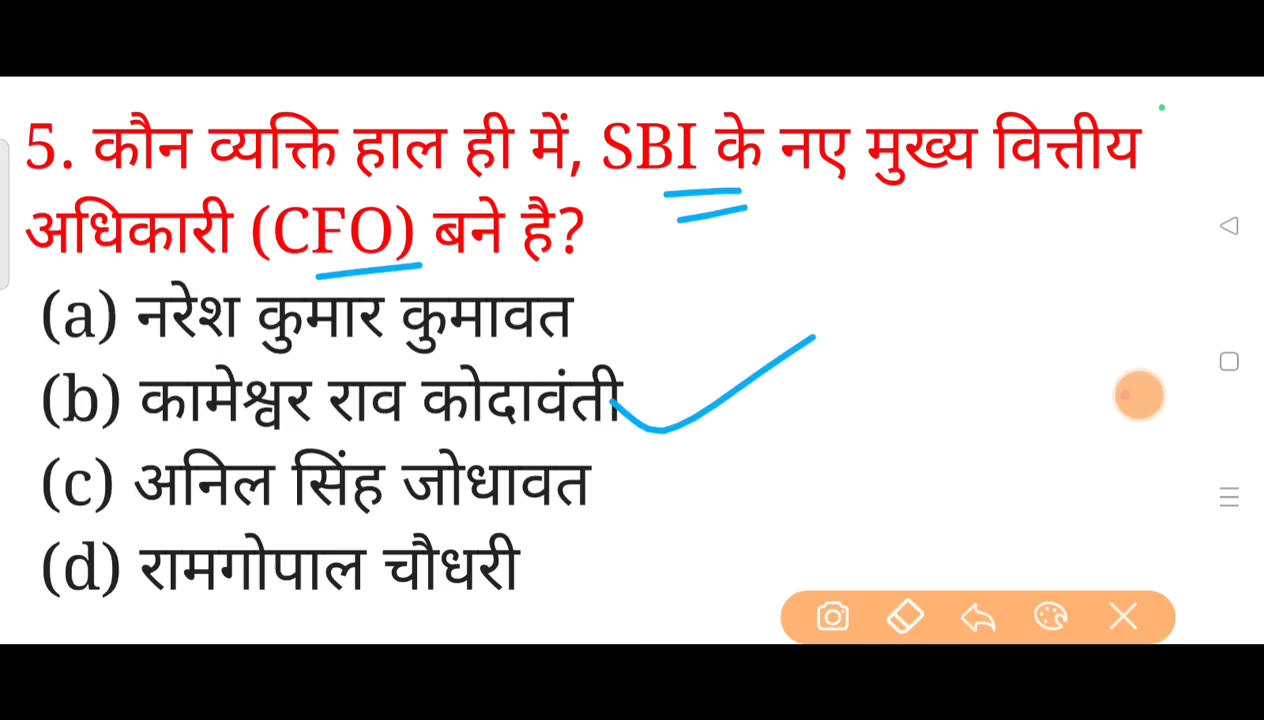 5. कौन व्यक्ति हाल ही में, SBI के नए मुख्य वित्तीय
अधिकारी (CFO) बने है?
(a) नरेश कुमार कुमावत
(b) कामेश्वर राव कोदावंती
(c) अनिल सिंह जोधावत
(d) रामगोपाल चौधरी